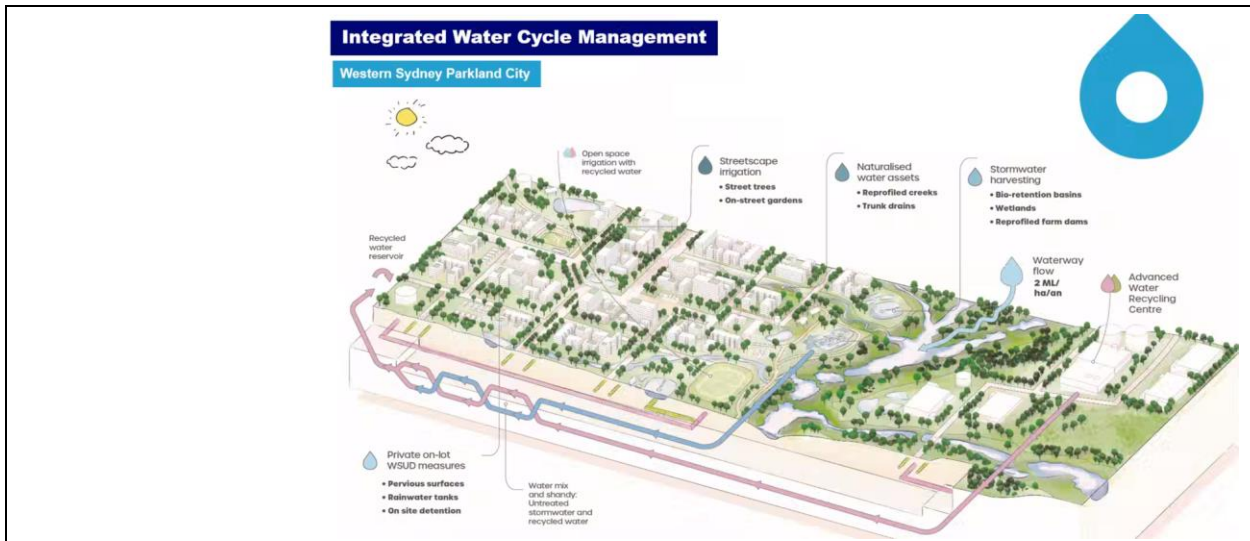 Integrated Water Cycle Management
Western Sydney Parkland City
Open space
irrigation with
recycled water
Streetscape
irrigation
• Street trees
• On-street gardens
Naturalised
water assets
• Reprofiled creeks
• Trunk drains
Stormwater
harvesting
• Bio-retention basins
• Wetlands
• Reprofiled farm dams
Recycled
water
reservoir
Waterway
flow
2 ML/
ha/an
Advanced
Water
Recycling
Centre
Private on-lot
WSUD measures
• Pervious surfaces
• Rainwater tanks
• On site detention
Water mix
and shandy:
Untreated
stormwater and
recycled water